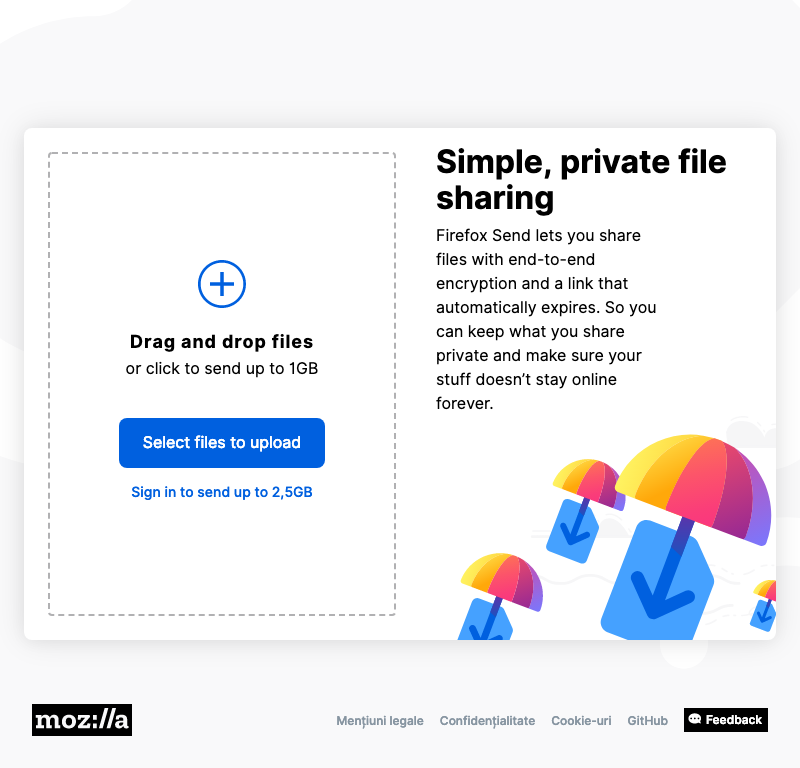 Simple, private file
sharing
Firefox Send lets you share
files with end-to-end
encryption and a link that
automatically expires. So you
can keep what you share
private and make sure your
stuff doesn’t stay online
forever.
Drag and drop files
or click to send up to 1GB
Select files to upload
Sign in to send up to 2,5GB
moz://a
Mențiuni legale
Confidențialitate
Cookie-uri
GitHub
Feedback